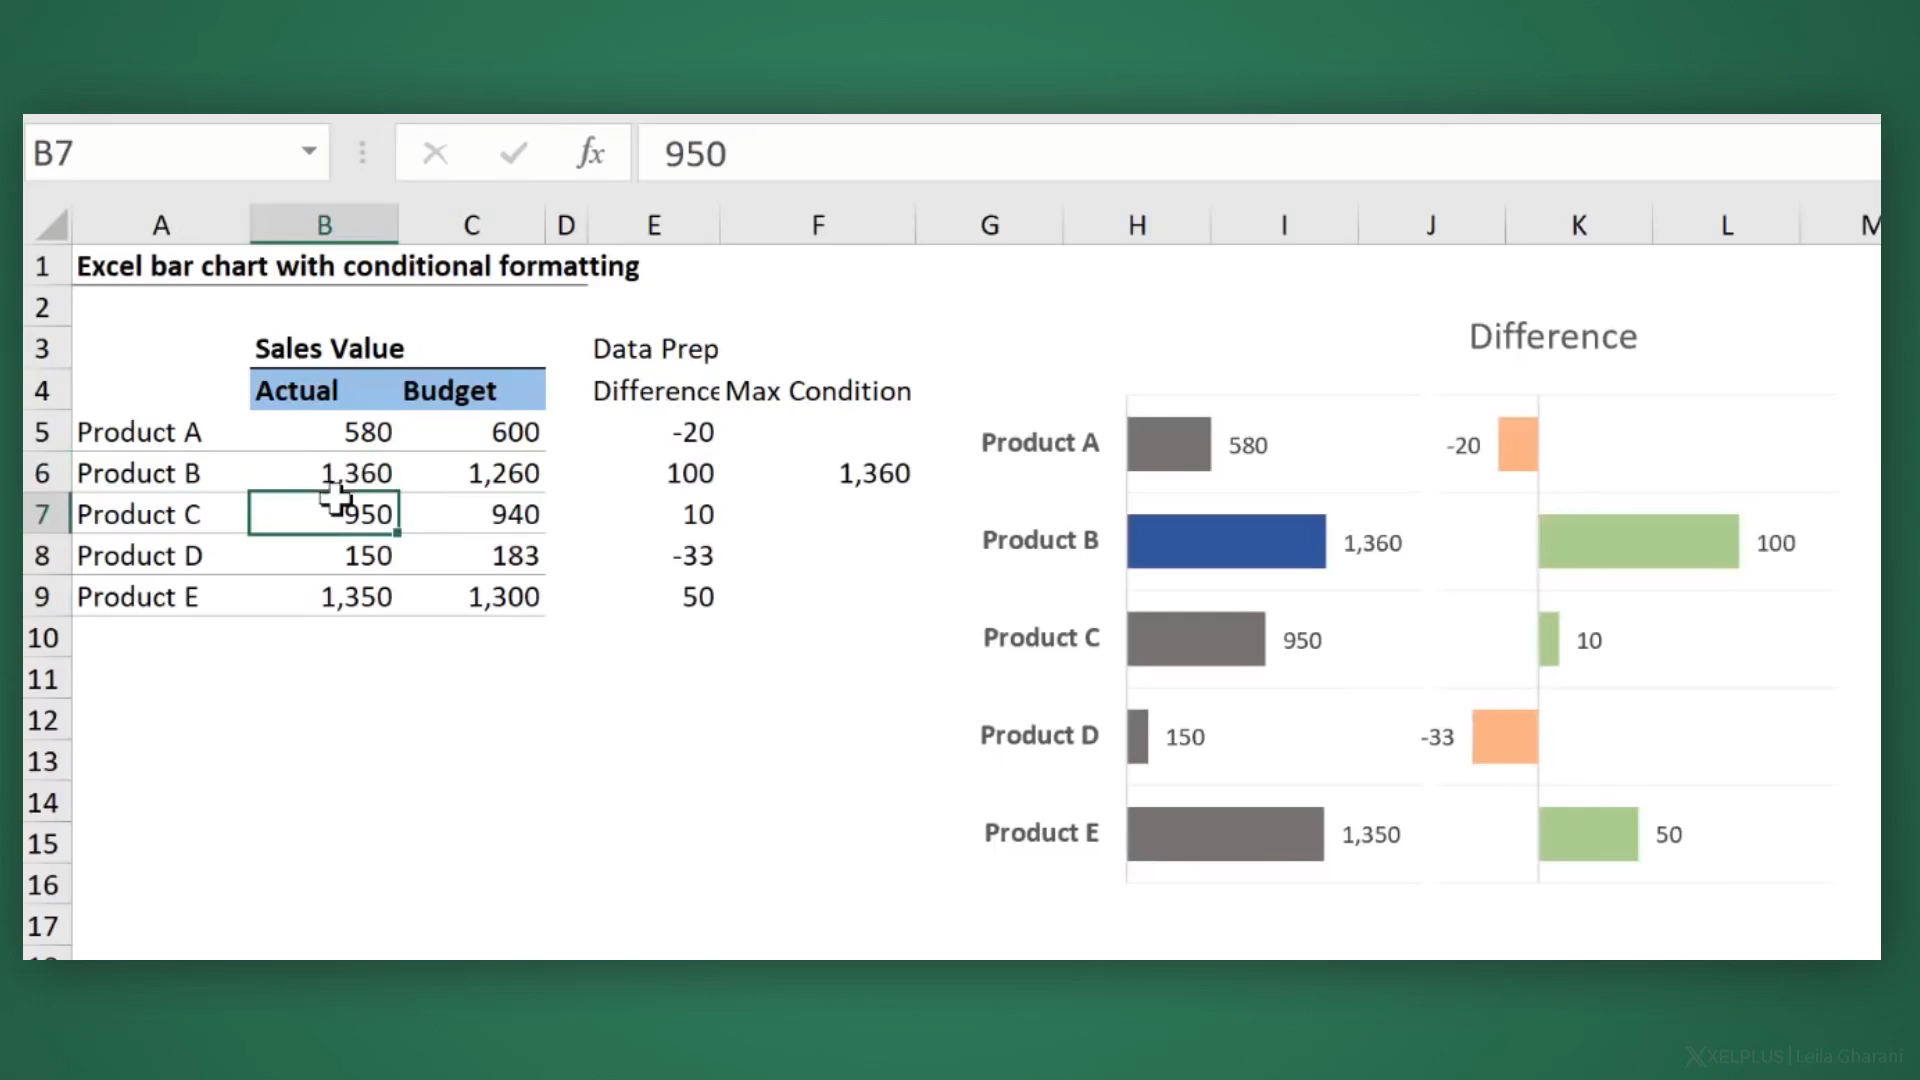 B7 fx 950
A B C D E F G H I J K L M
1 Excel bar chart with conditional formatting
2
3 Sales Value Data Prep
4 Actual Budget Difference Max Condition
5 Product A 580 600 -20
6 Product B 1,360 1,260 100 1,360
7 Product C 950 940 10
8 Product D 150 183 -33
9 Product E 1,350 1,300 50
10
11
12
13
14
15
16
17
Difference
Product A 580 -20
Product B 1,360 100
Product C 950 10
Product D 150 -33
Product E 1,350 50
XELPLUS | Leila Gharani